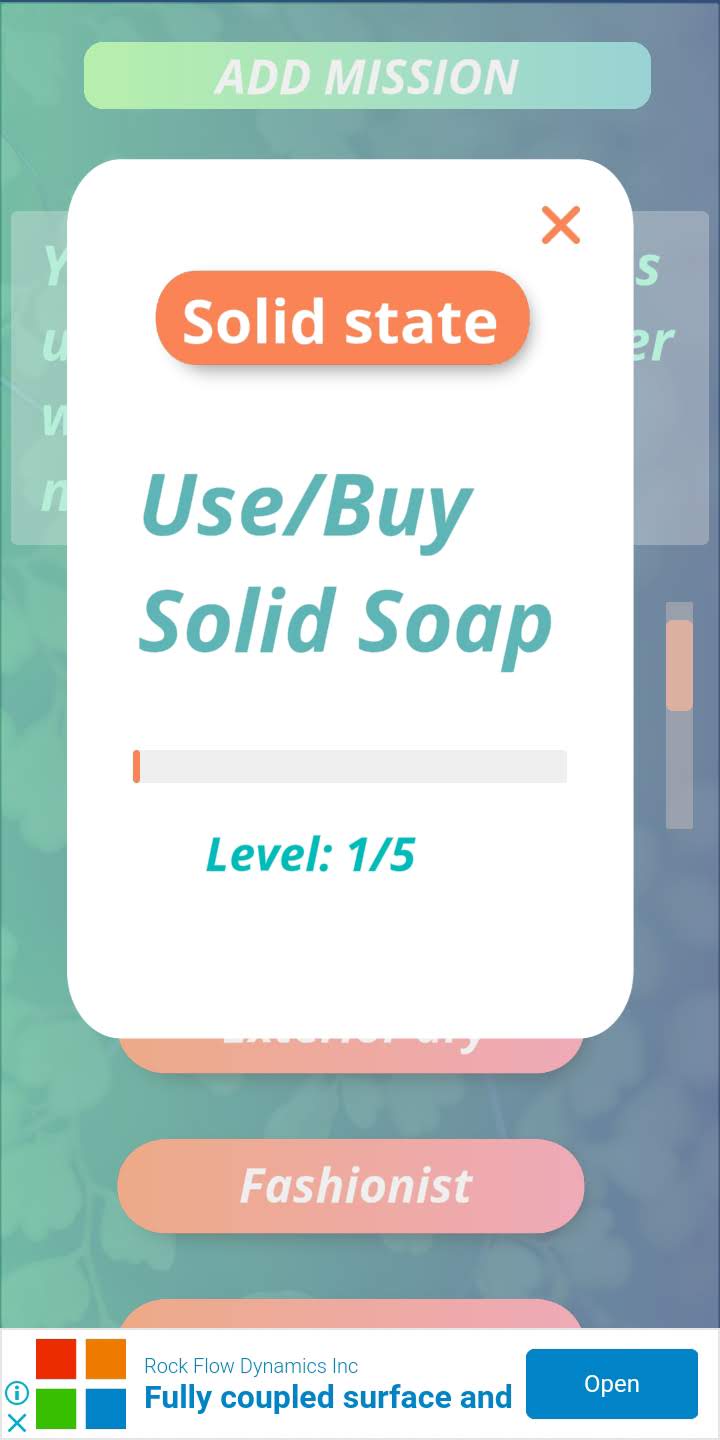 ADD MISSION
Solid state
Use/Buy
Solid Soap
Level: 1/5
Fashionist
Rock Flow Dynamics Inc
Fully coupled surface and
Open